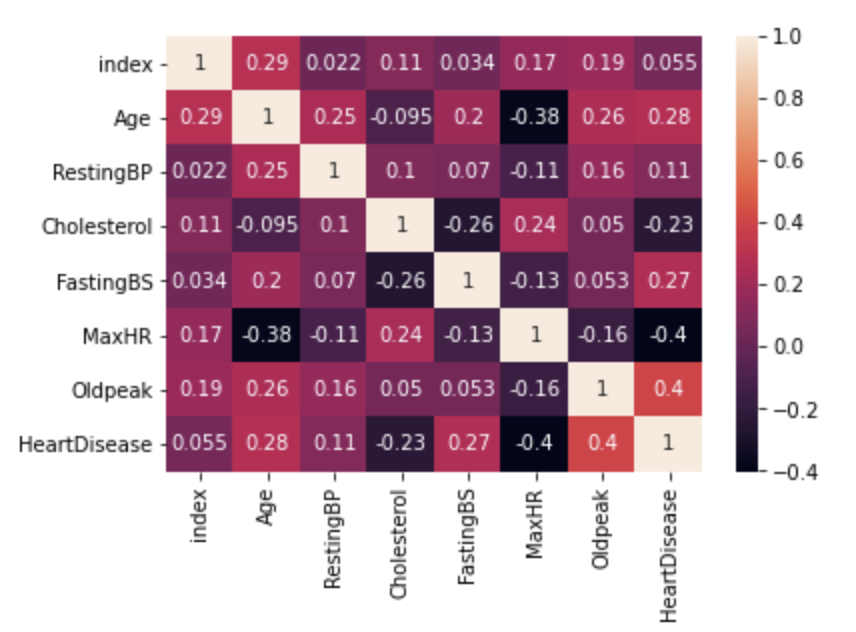 index 1 0.29 0.022 0.11 0.034 0.17 0.19 0.055
Age 0.29 1 0.25 -0.095 0.2 -0.38 0.26 0.28
RestingBP 0.022 0.25 1 0.1 0.07 -0.11 0.16 0.11
Cholesterol 0.11 -0.095 0.1 1 -0.26 0.24 0.05 -0.23
FastingBS 0.034 0.2 0.07 -0.26 1 -0.13 0.053 0.27
MaxHR 0.17 -0.38 -0.11 0.24 -0.13 1 -0.16 -0.4
Oldpeak 0.19 0.26 0.16 0.05 0.053 -0.16 1 0.4
HeartDisease 0.055 0.28 0.11 -0.23 0.27 -0.4 0.4 1
index
Age
RestingBP
Cholesterol
FastingBS
MaxHR
Oldpeak
HeartDisease
1.0
0.8
0.6
0.4
0.2
0.0
−0.2
−0.4